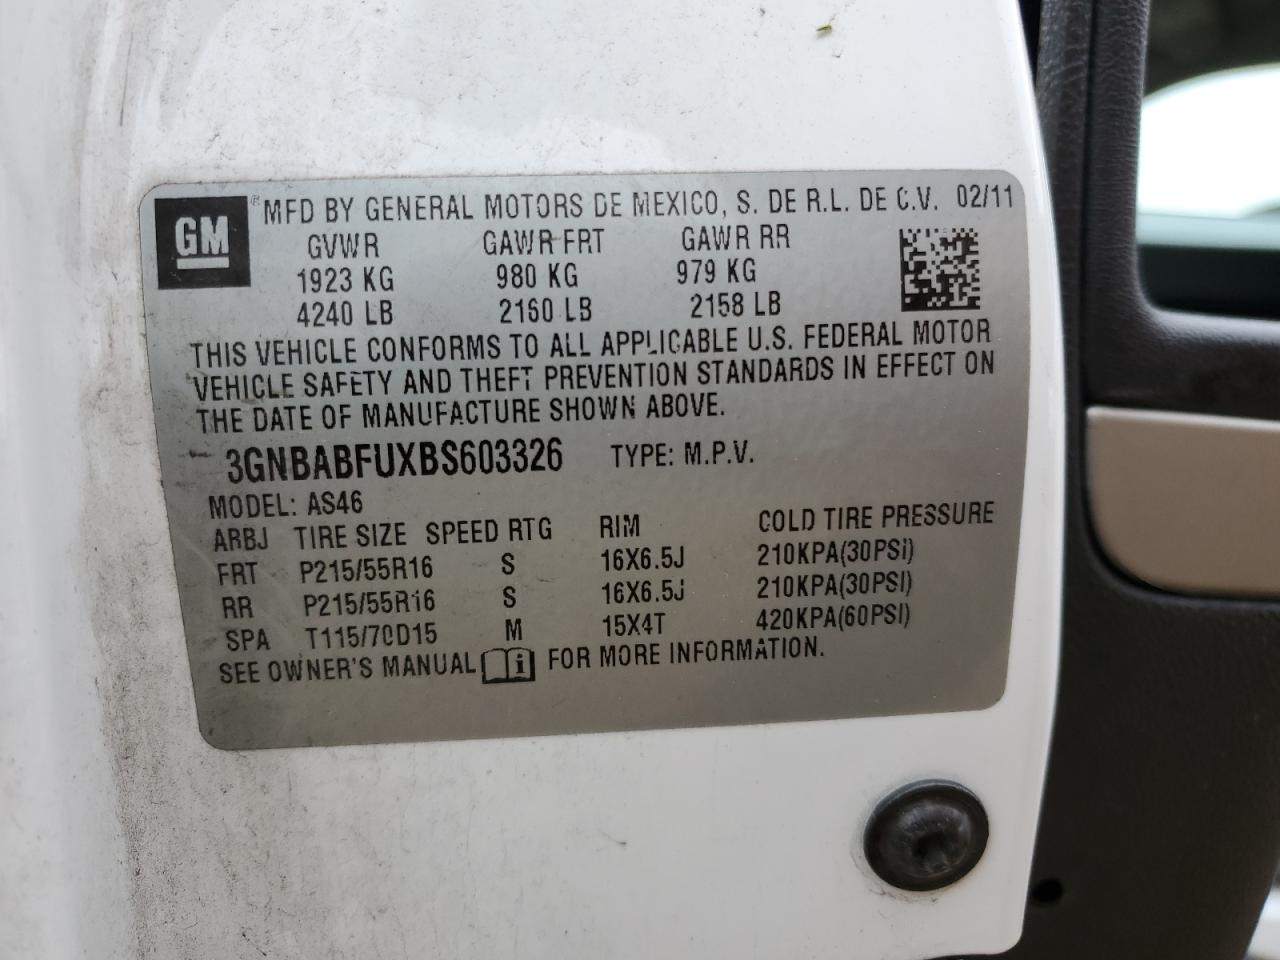 GM
® MFD BY GENERAL MOTORS DE MEXICO, S. DE R.L. DE C.V. 02/11
GVWR GAWR FRT GAWR RR
1923 KG 980 KG 979 KG
4240 LB 2160 LB 2158 LB
THIS VEHICLE CONFORMS TO ALL APPLICABLE U.S. FEDERAL MOTOR
VEHICLE SAFETY AND THEFT PREVENTION STANDARDS IN EFFECT ON
THE DATE OF MANUFACTURE SHOWN ABOVE.
3GNBABFUXBS603326 TYPE: M.P.V.
MODEL: AS46
ARBJ TIRE SIZE SPEED RTG RIM COLD TIRE PRESSURE
FRT P215/55R16 S 16X6.5J 210KPA(30PSI)
RR P215/55R16 S 16X6.5J 210KPA(30PSI)
SPA T115/70D15 M 15X4T 420KPA(60PSI)
SEE OWNER'S MANUAL i FOR MORE INFORMATION.